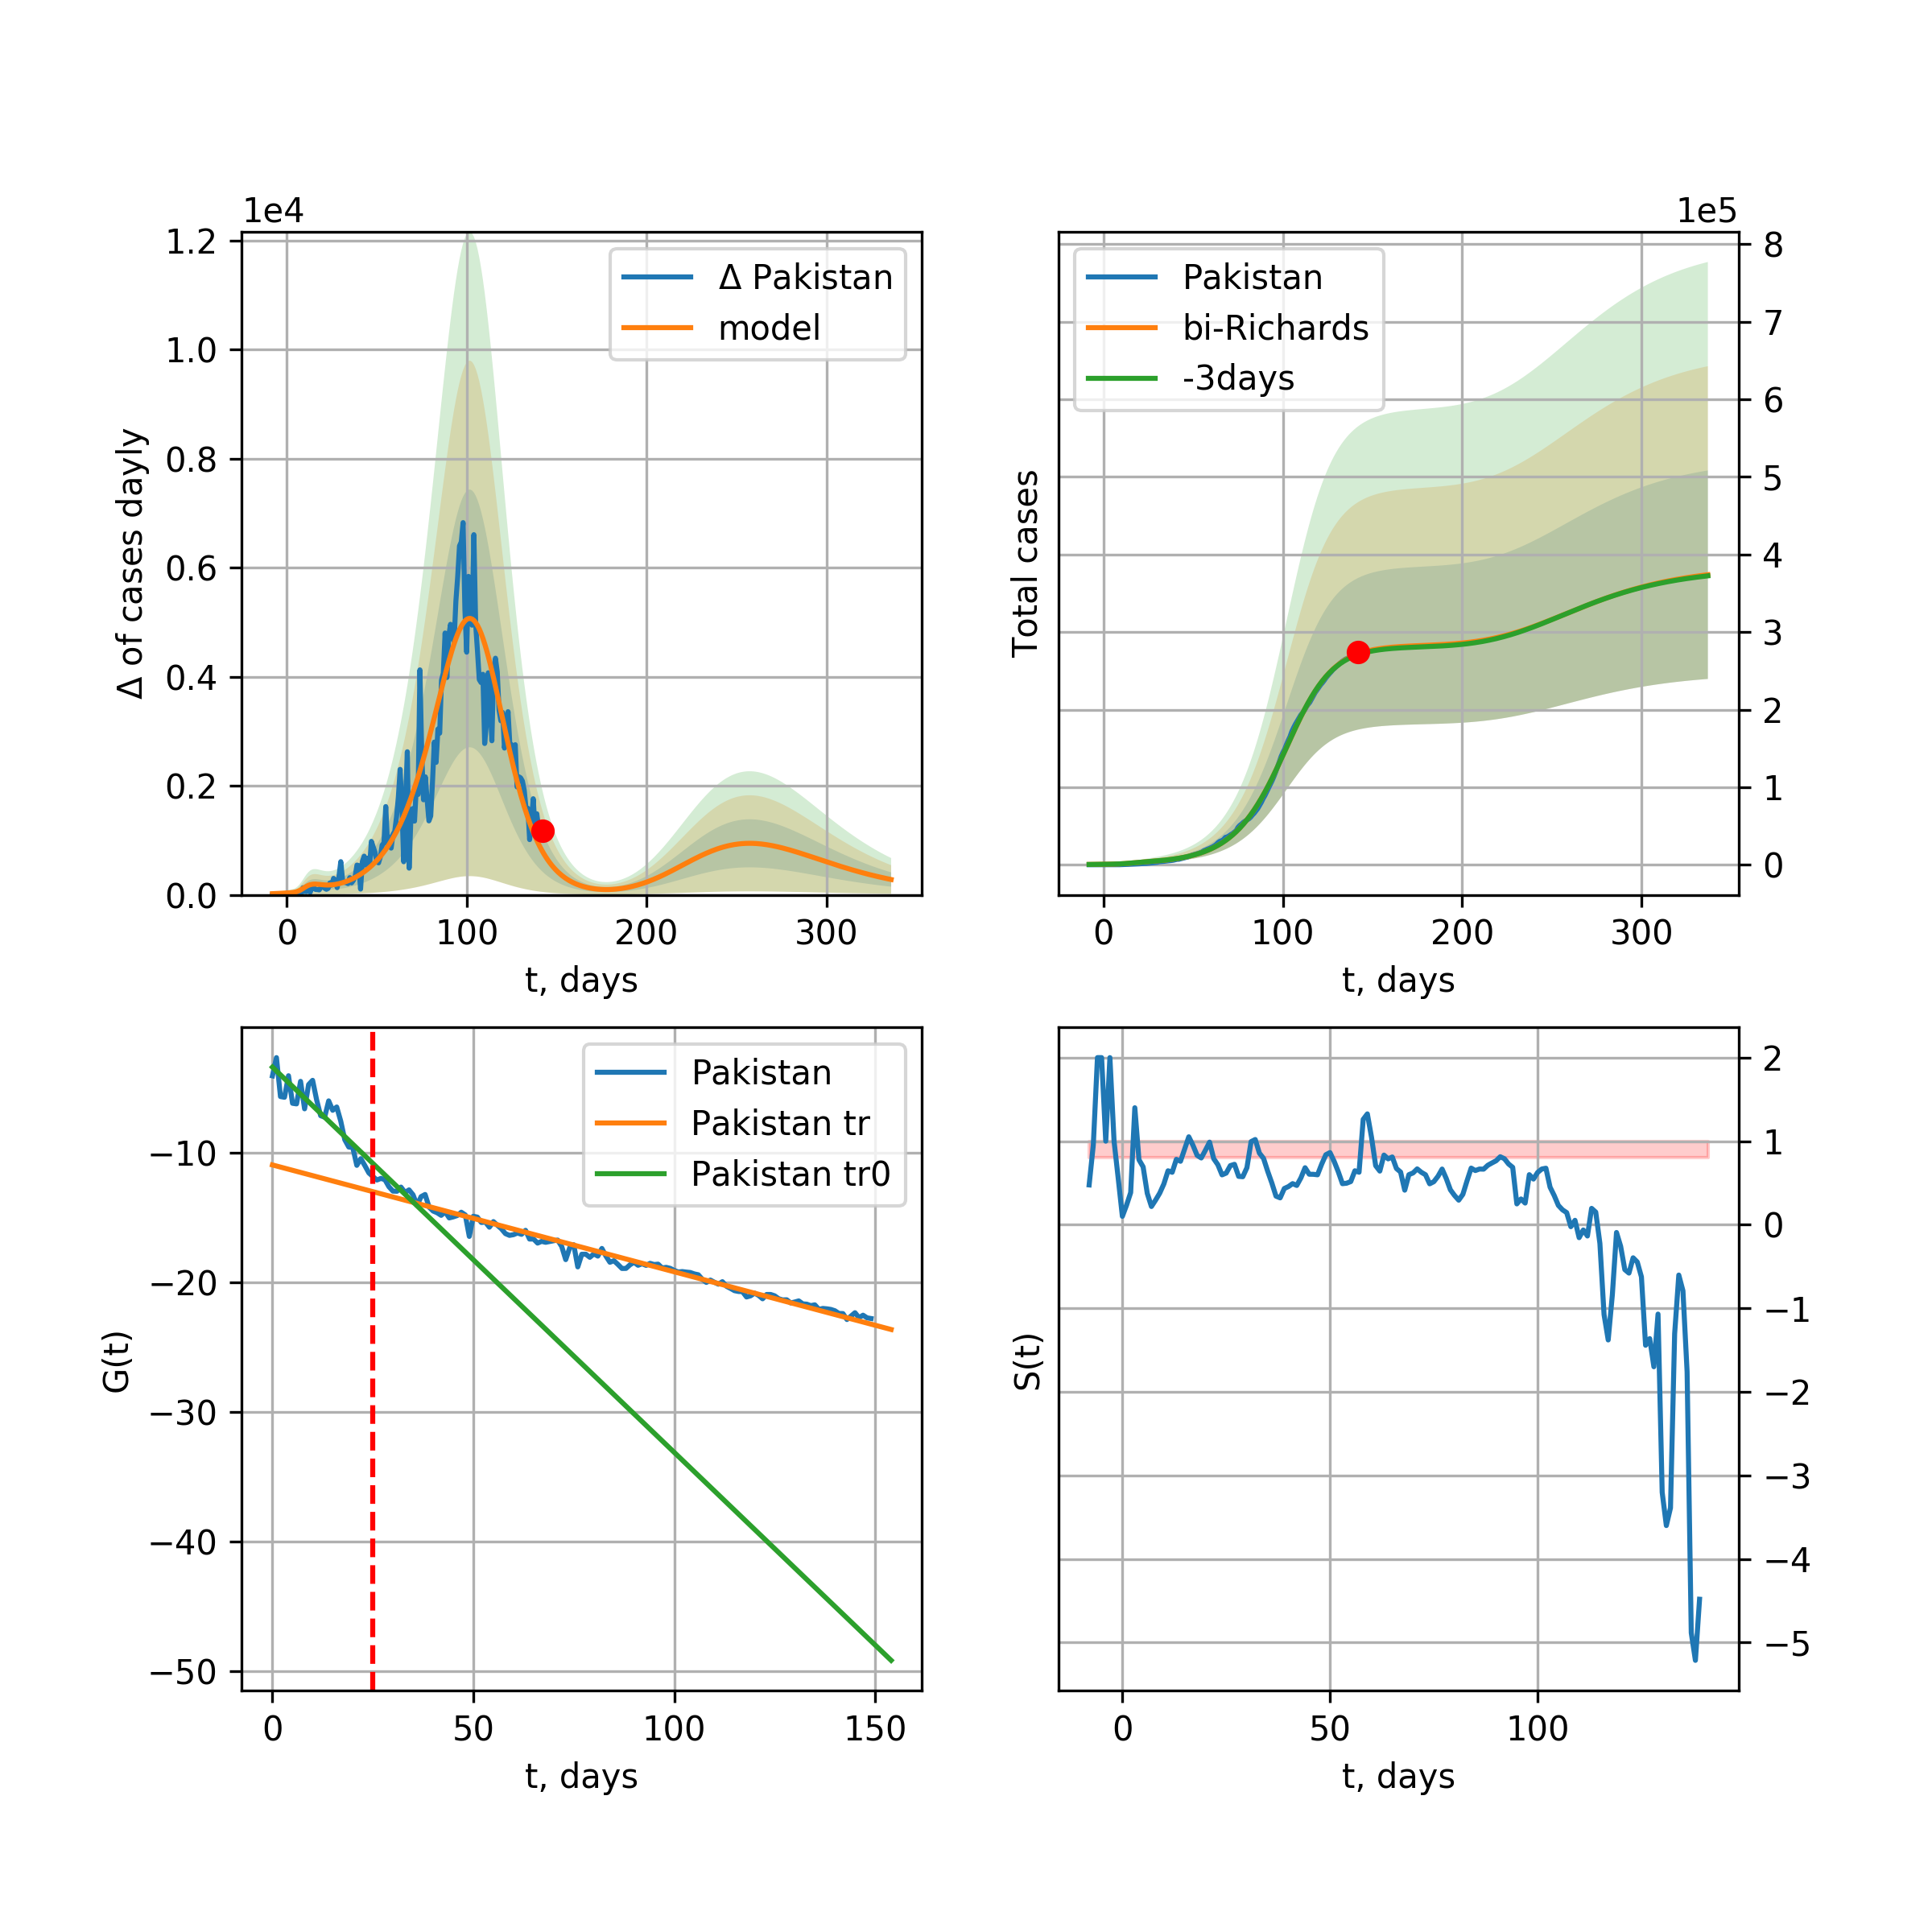 1e4
1.2
1.0
0.8
0.6
0.4
0.2
0.0
Δ of cases dayly
Δ Pakistan
model
0 100 200 300
t, days
1e5
8
7
6
5
4
3
2
1
0
Total cases
Pakistan
bi-Richards
-3days
0 100 200 300
t, days
−10
−20
−30
−40
−50
G(t)
Pakistan
Pakistan tr
Pakistan tr0
0 50 100 150
t, days
2
1
0
−1
−2
−3
−4
−5
S(t)
0 50 100
t, days